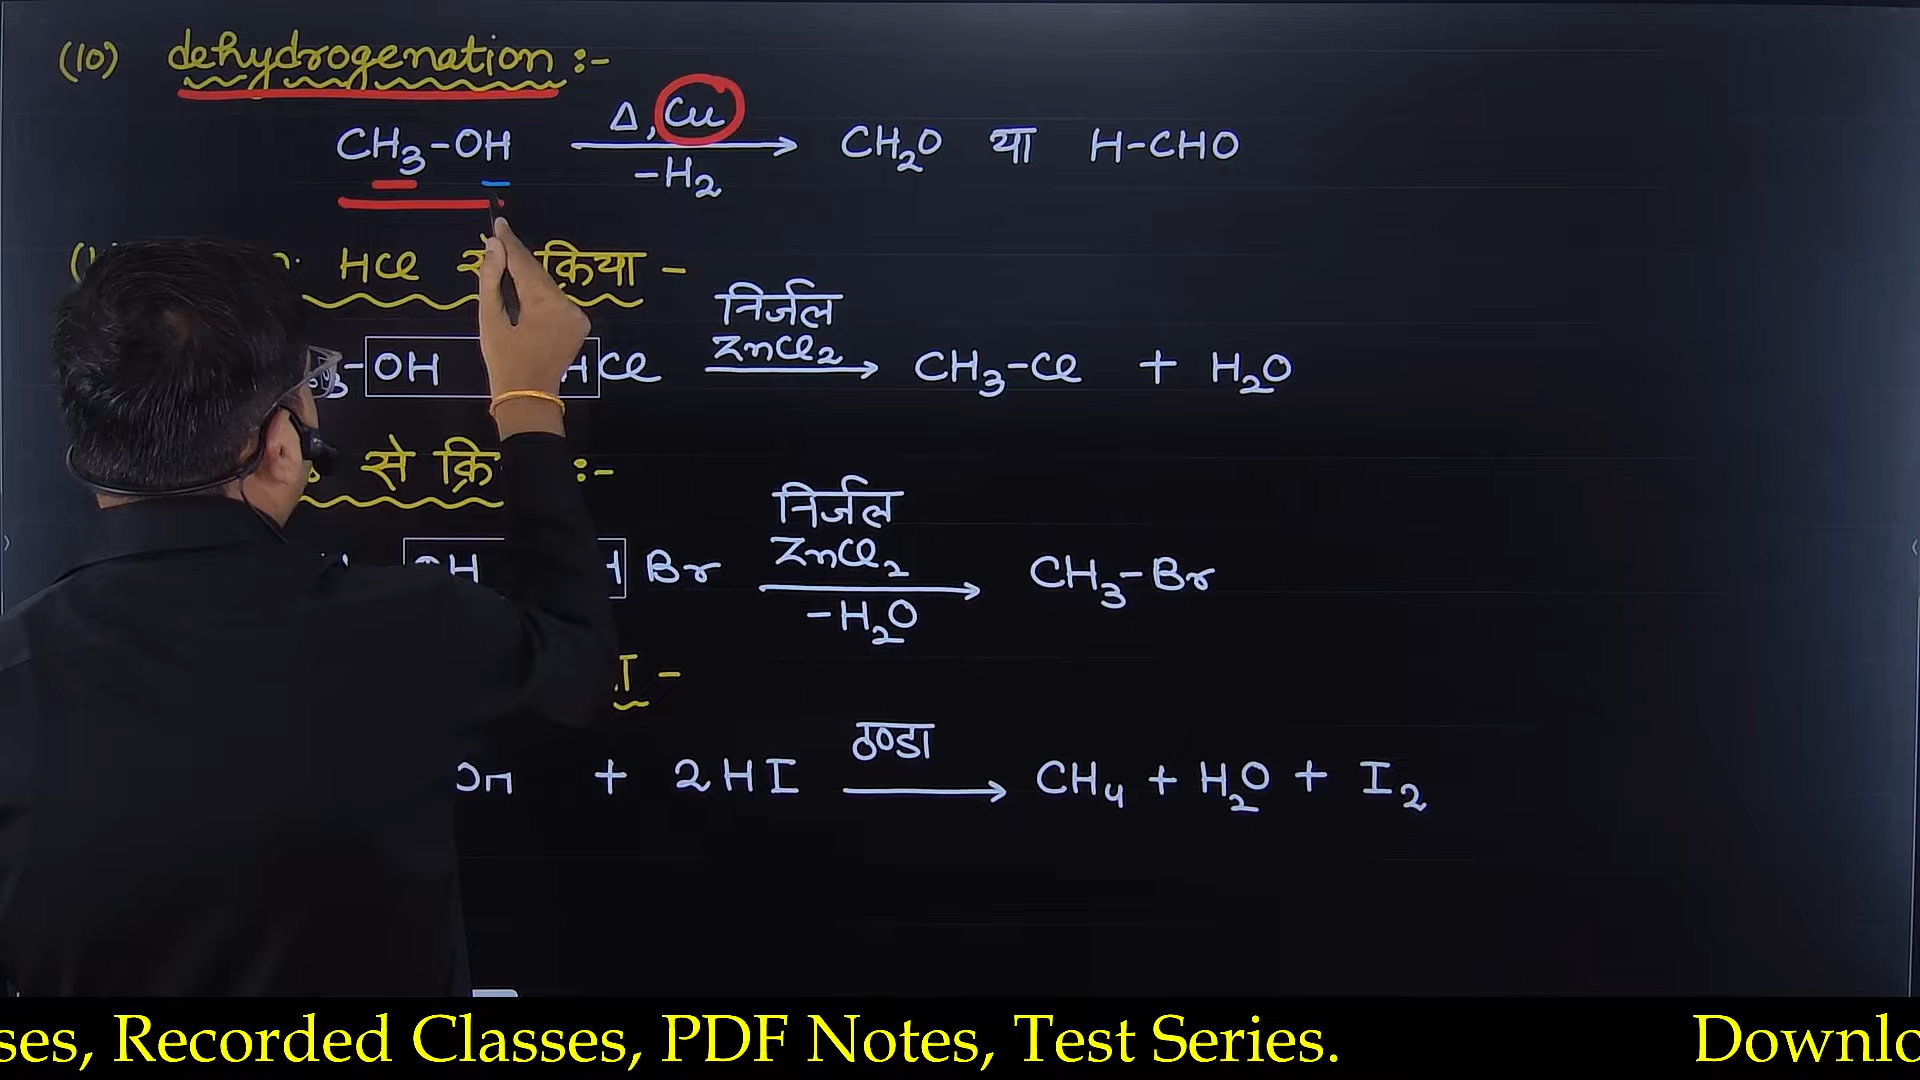 (10) dehydrogenation :-
CH3-OH Δ, Cu -H2 CH2O या H-CHO
HCl क्रिया -
-OH HCl निर्जल ZnCl2 CH3-Cl + H2O
से :-
H Br निर्जल ZnCl2 -H2O CH3-Br
-
+ 2HI ठण्डा CH4 + H2O + I2
ses, Recorded Classes, PDF Notes, Test Series. Downlo